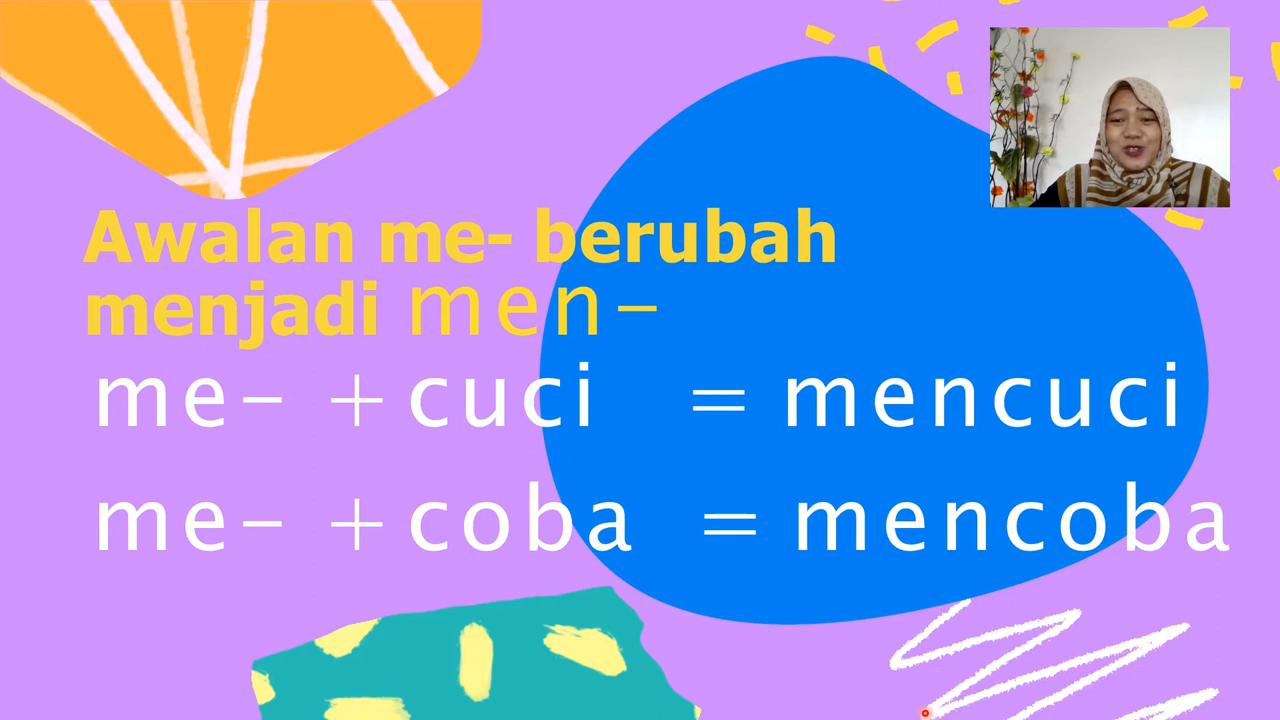 Awalan me- berubah
menjadi men-
me- + cuci = mencuci
me- + coba = mencoba